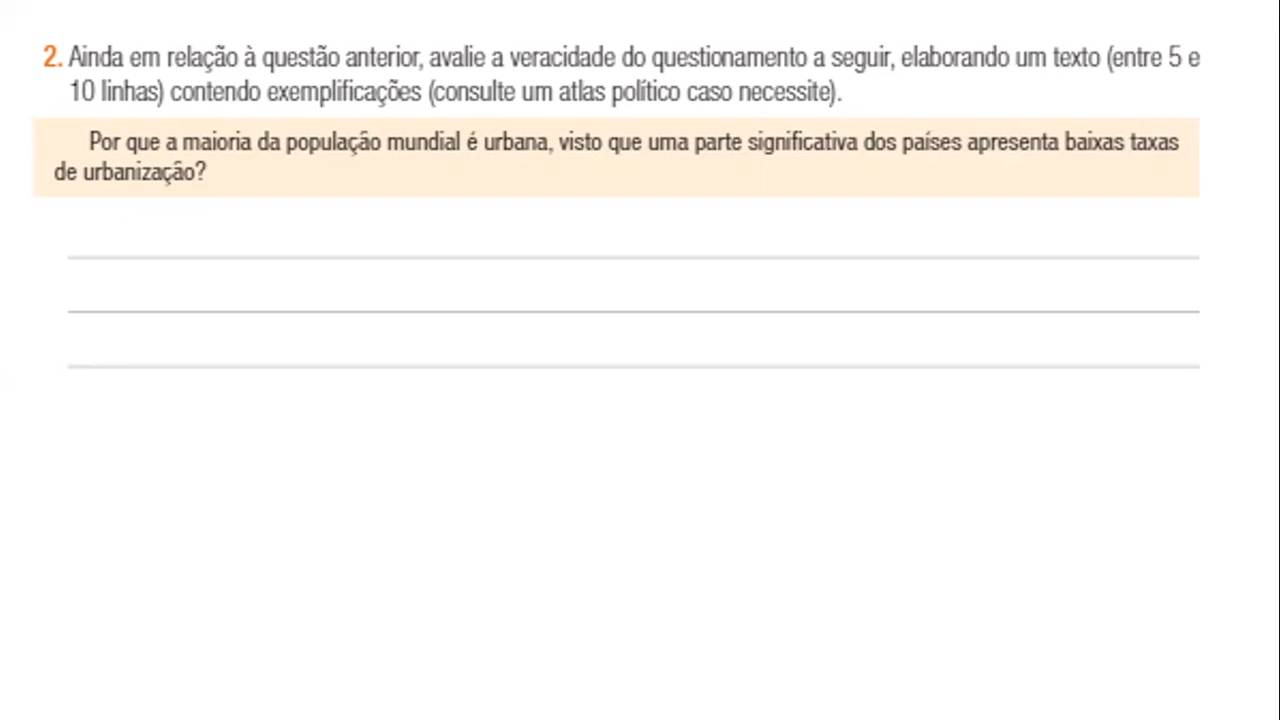 2. Ainda em relação à questão anterior, avalie a veracidade do questionamento a seguir, elaborando um texto (entre 5 e
10 linhas) contendo exemplificações (consulte um atlas político caso necessite).
Por que a maioria da população mundial é urbana, visto que uma parte significativa dos países apresenta baixas taxas
de urbanização?